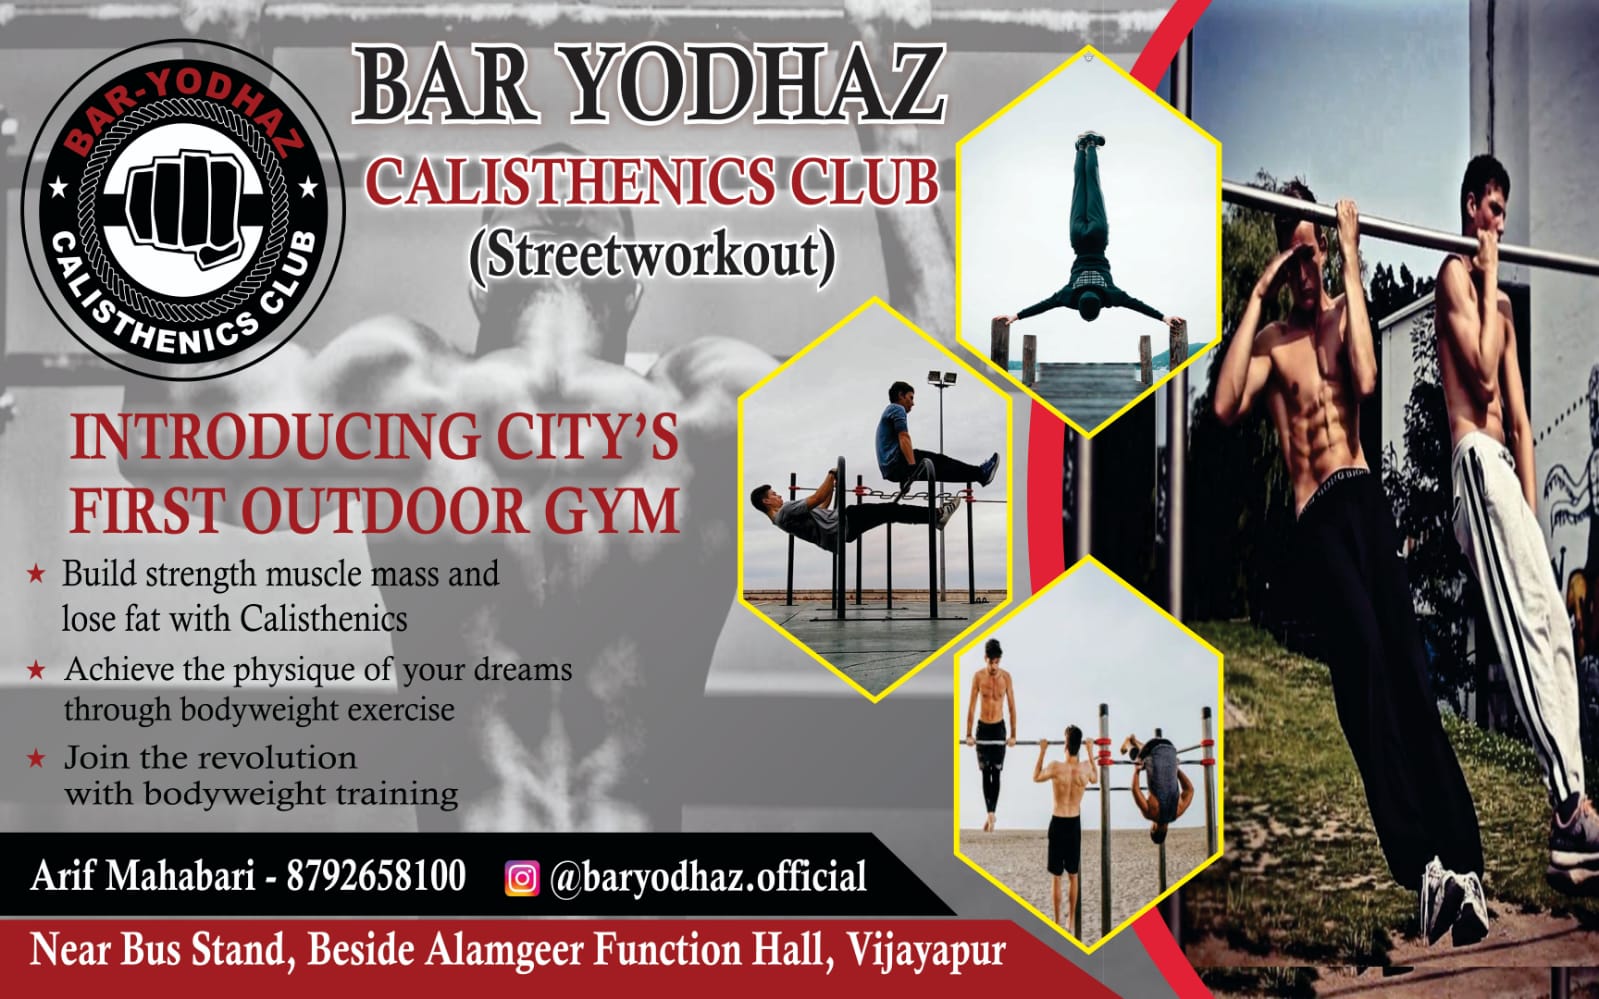 BAR-YODHAZ
CALISTHENICS CLUB
BAR YODHAZ
CALISTHENICS CLUB
(Streetworkout)
INTRODUCING CITY'S
FIRST OUTDOOR GYM
★ Build strength muscle mass and
lose fat with Calisthenics
★ Achieve the physique of your dreams
through bodyweight exercise
★ Join the revolution
with bodyweight training
Arif Mahabari - 8792658100 @baryodhaz.official
Near Bus Stand, Beside Alamgeer Function Hall, Vijayapur